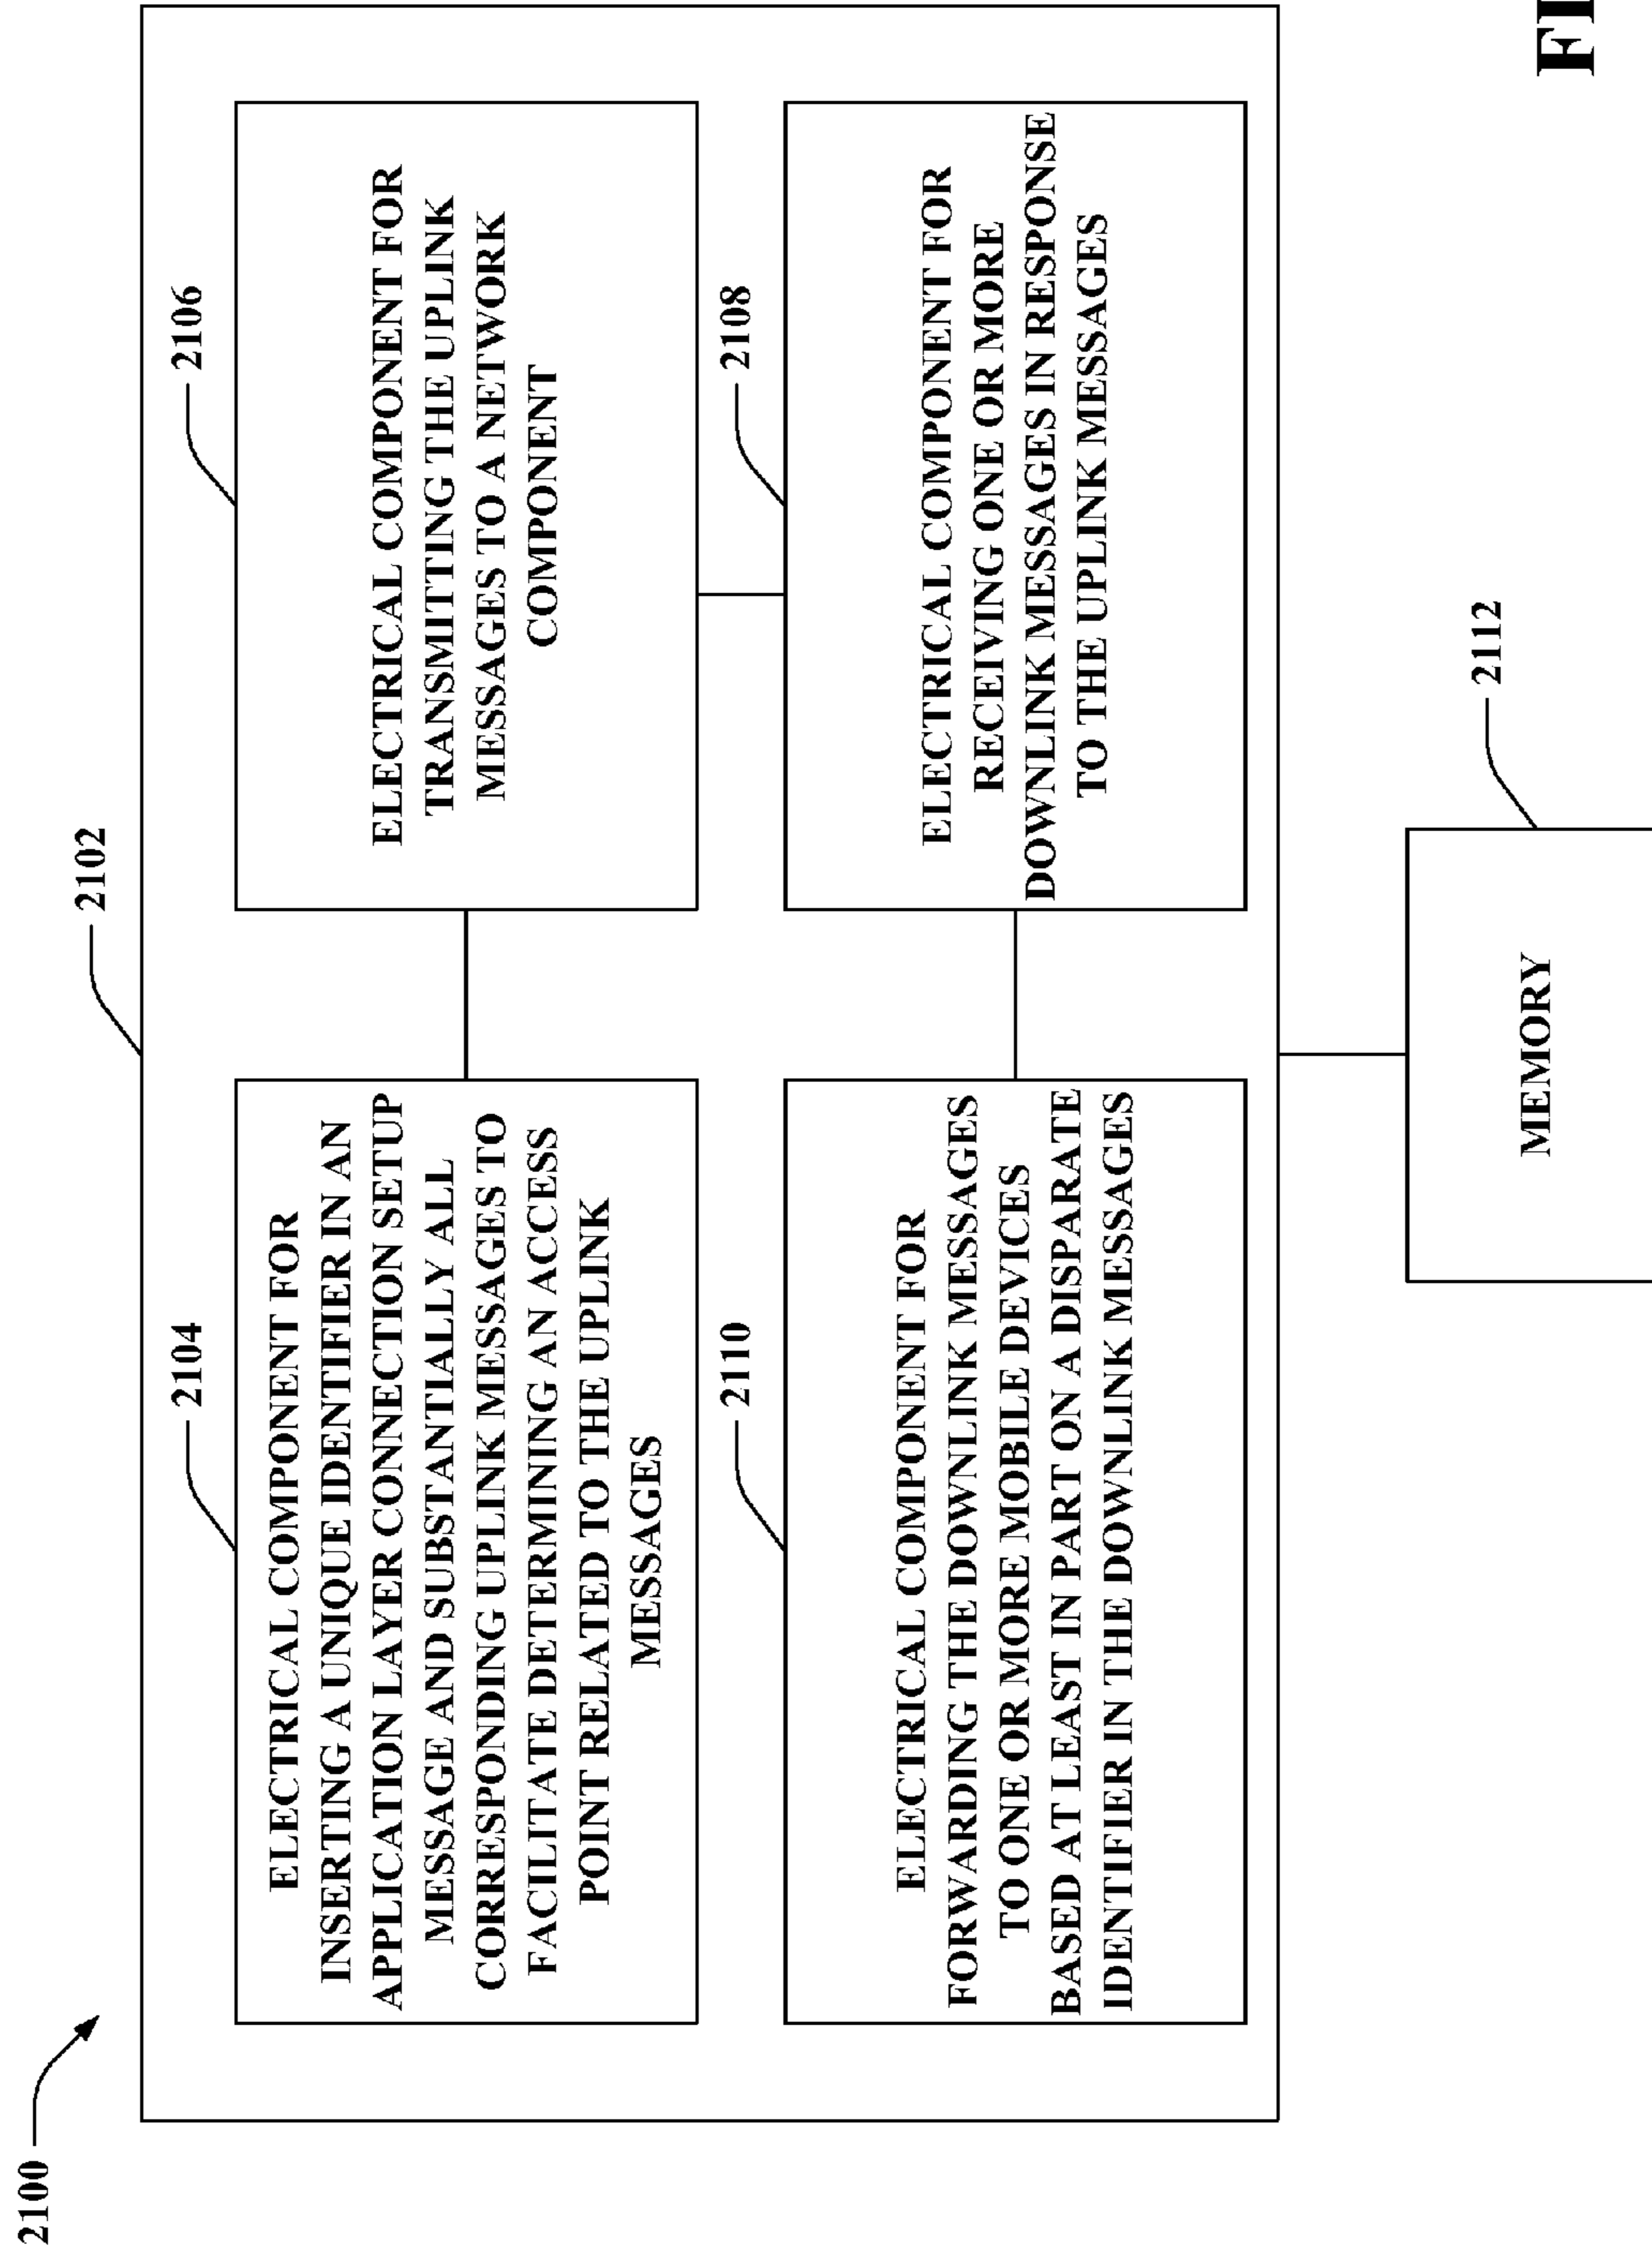 2100
2102
2104
ELECTRICAL COMPONENT FOR
INSERTING A UNIQUE IDENTIFIER IN AN
APPLICATION LAYER CONNECTION SETUP
MESSAGE AND SUBSTANTIALLY ALL
CORRESPONDING UPLINK MESSAGES TO
FACILITATE DETERMINING AN ACCESS
POINT RELATED TO THE UPLINK
MESSAGES
2106
ELECTRICAL COMPONENT FOR
TRANSMITTING THE UPLINK
MESSAGES TO A NETWORK
COMPONENT
2110
ELECTRICAL COMPONENT FOR
FORWARDING THE DOWNLINK MESSAGES
TO ONE OR MORE MOBILE DEVICES
BASED AT LEAST IN PART ON A DISPARATE
IDENTIFIER IN THE DOWNLINK MESSAGES
2108
ELECTRICAL COMPONENT FOR
RECEIVING ONE OR MORE
DOWNLINK MESSAGES IN RESPONSE
TO THE UPLINK MESSAGES
2112
MEMORY